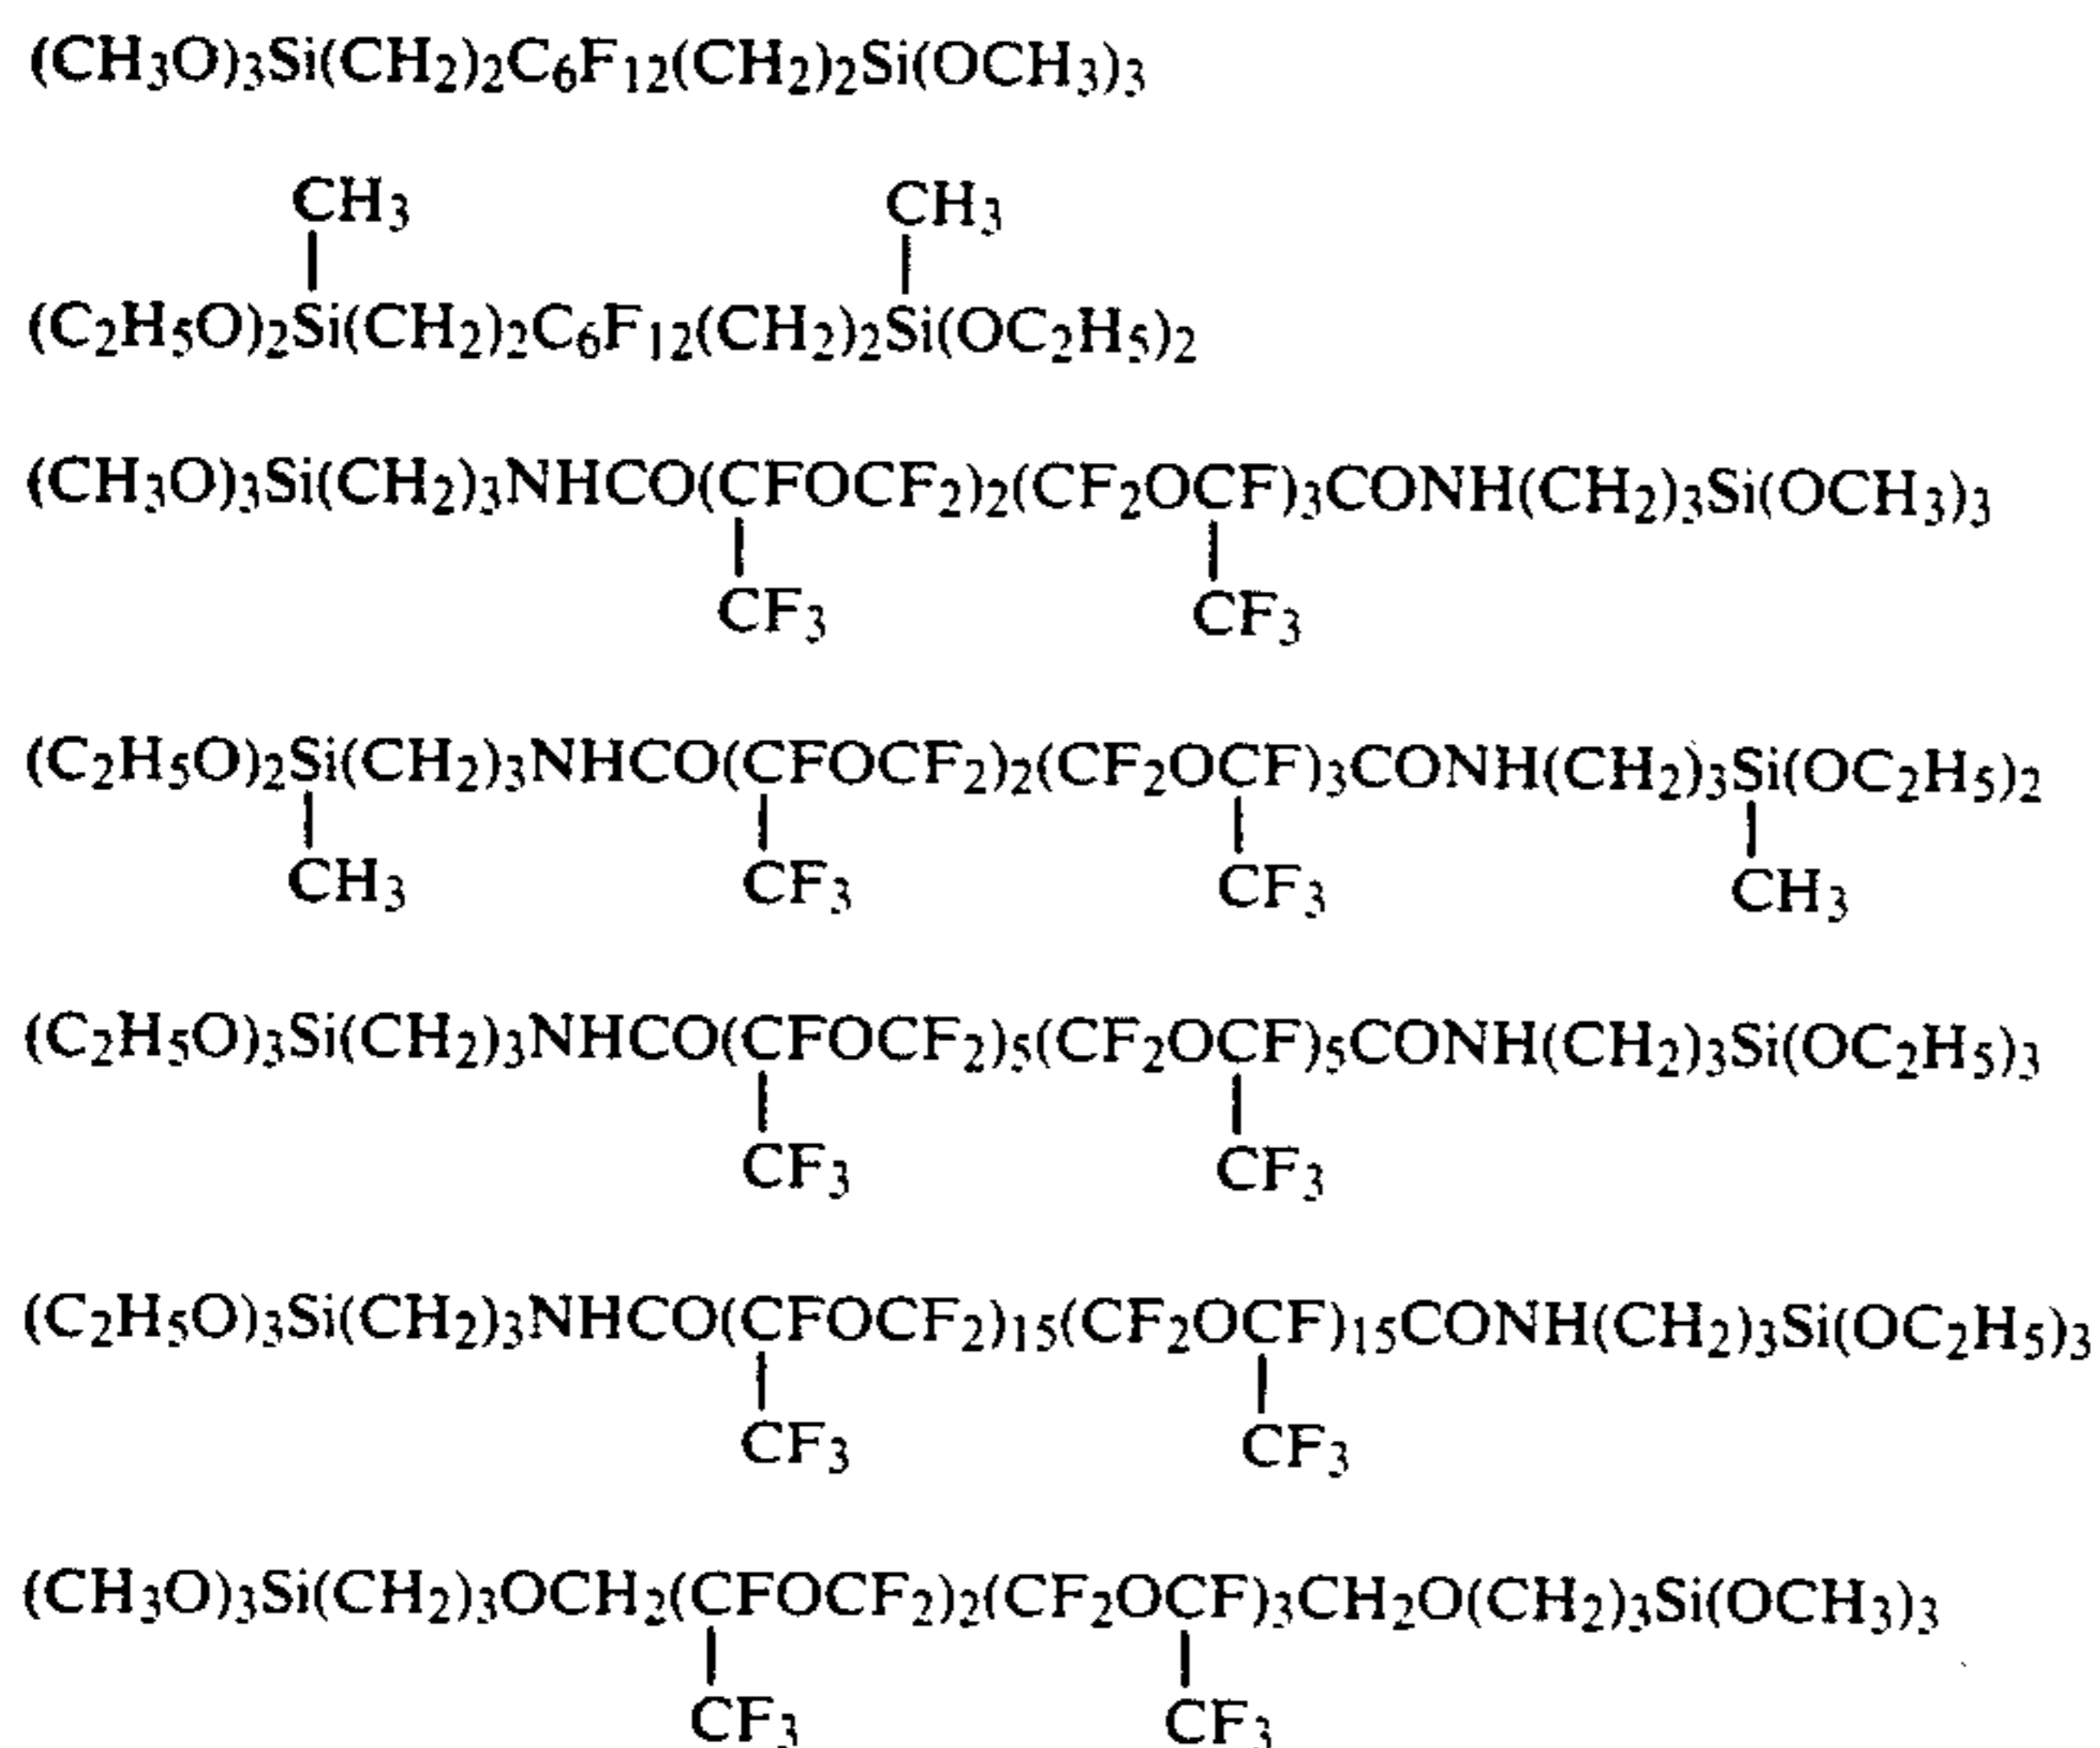 (CH₃O)₃Si(CH₂)₂C₆F₁₂(CH₂)₂Si(OCH₃)₃
CH₃ CH₃
(C₂H₅O)₂Si(CH₂)₂C₆F₁₂(CH₂)₂Si(OC₂H₅)₂
(CH₃O)₃Si(CH₂)₃NHCO(CFOCF₂)₂(CF₂OCF)₃CONH(CH₂)₃Si(OCH₃)₃
CF₃ CF₃
(C₂H₅O)₂Si(CH₂)₃NHCO(CFOCF₂)₂(CF₂OCF)₃CONH(CH₂)₃Si(OC₂H₅)₂
CH₃ CF₃ CF₃ CH₃
(C₂H₅O)₃Si(CH₂)₃NHCO(CFOCF₂)₅(CF₂OCF)₅CONH(CH₂)₃Si(OC₂H₅)₃
CF₃ CF₃
(C₂H₅O)₃Si(CH₂)₃NHCO(CFOCF₂)₁₅(CF₂OCF)₁₅CONH(CH₂)₃Si(OC₂H₅)₃
CF₃ CF₃
(CH₃O)₃Si(CH₂)₃OCH₂(CFOCF₂)₂(CF₂OCF)₃CH₂O(CH₂)₃Si(OCH₃)₃
CF₃ CF₃